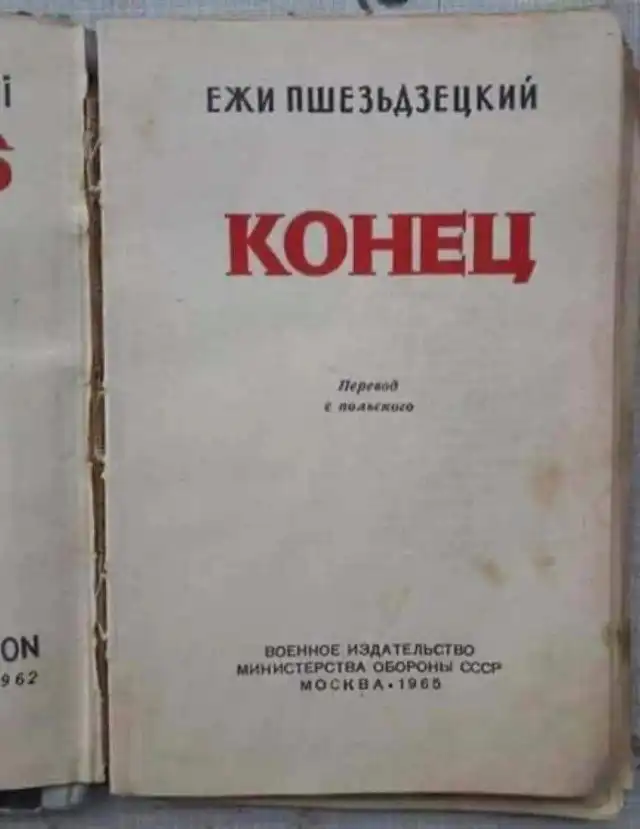 ЕЖИ ПШЕЗЬДЗЕЦКИЙ
КОНЕЦ
Перевод
с польского
ВОЕННОЕ ИЗДАТЕЛЬСТВО
МИНИСТЕРСТВА ОБОРОНЫ СССР
МОСКВА • 1965
ON
962